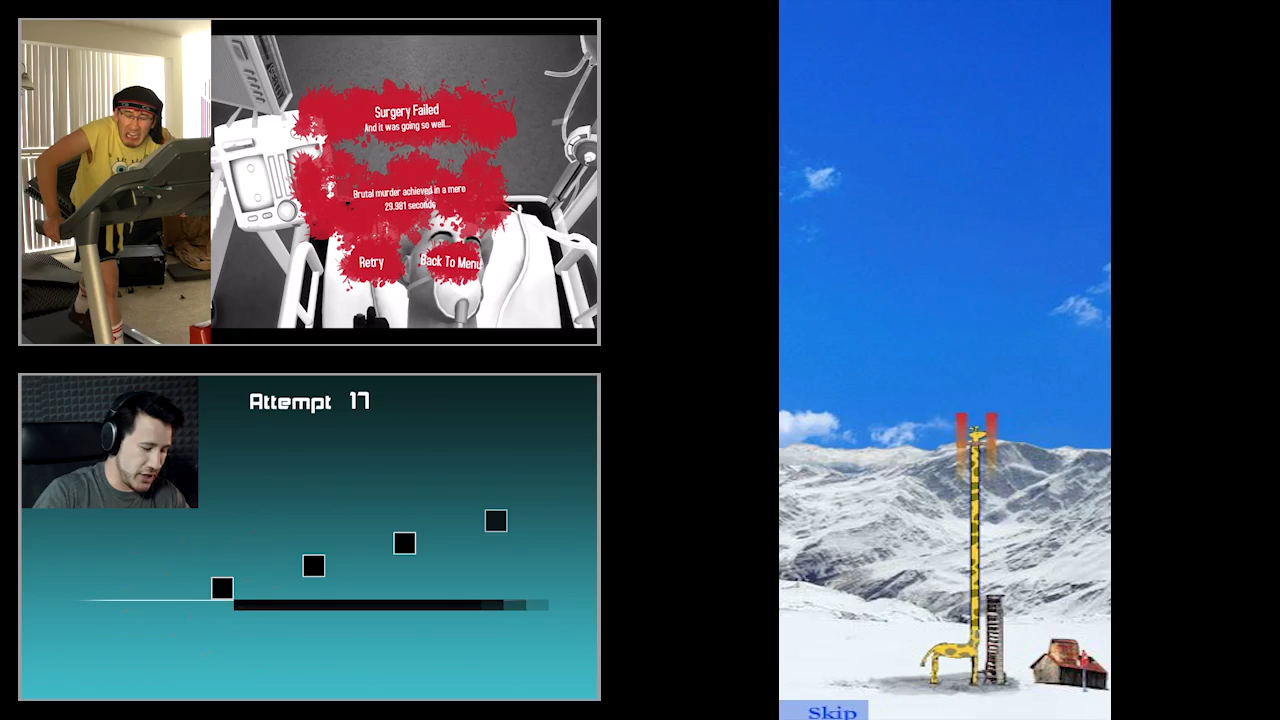 Surgery Failed
And it was going so well...
Brutal murder achieved in a mere
29.981 seconds
Retry
Back To Menu
Attempt 17
Skip